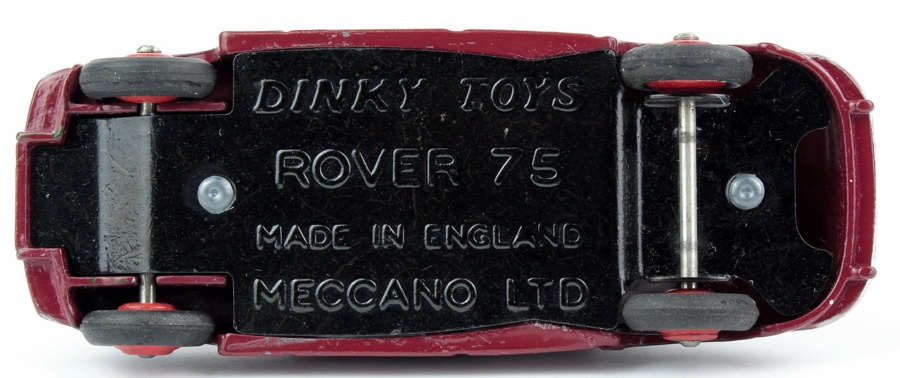 DINKY TOYS
ROVER 75
MADE IN ENGLAND
MECCANO LTD